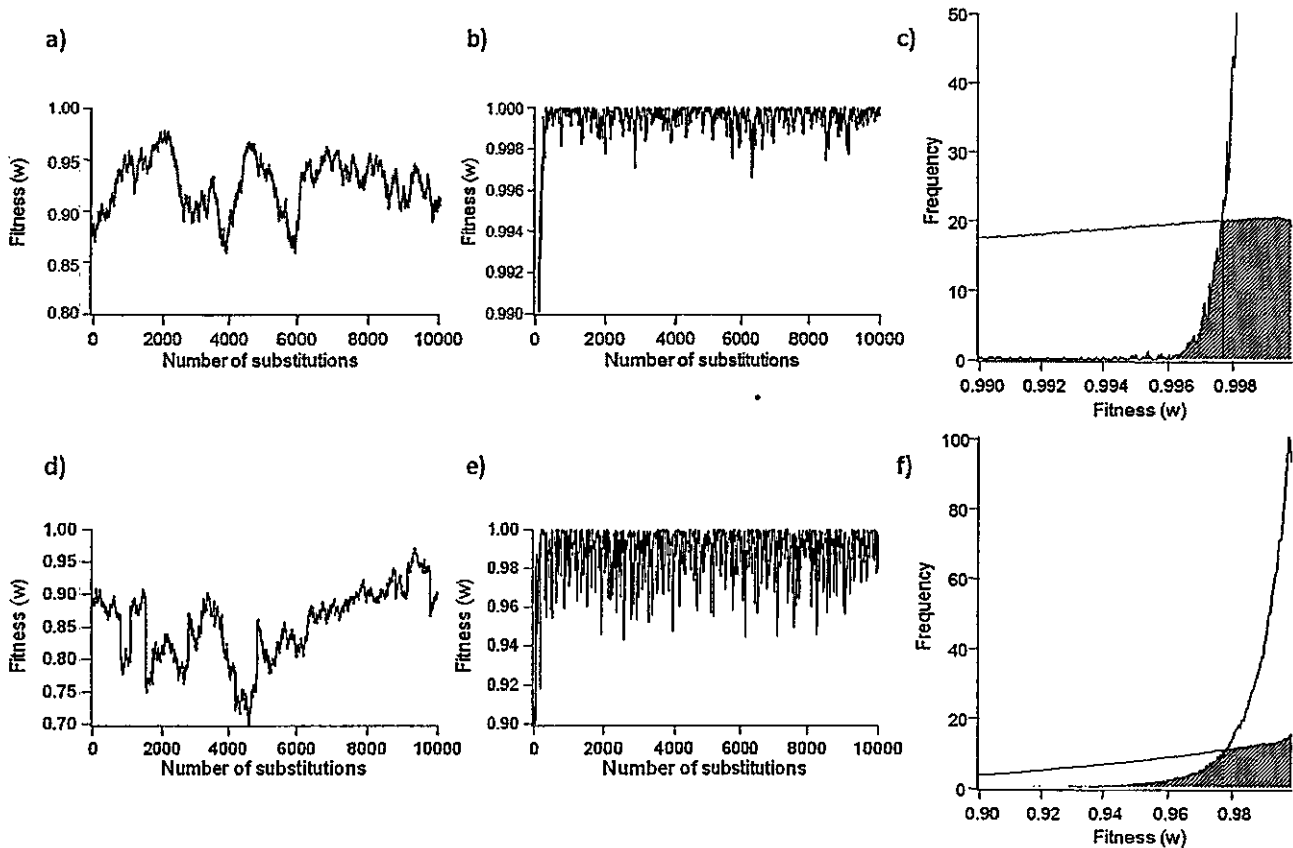 a)
Fitness (w)
1.00
0.95
0.90
0.85
0.80
0 2000 4000 6000 8000 10000
Number of substitutions
b)
Fitness (w)
1.000
0.998
0.996
0.994
0.992
0.990
0 2000 4000 6000 8000 10000
Number of substitutions
c)
Frequency
50
40
30
20
10
0
0.990 0.992 0.994 0.996 0.998
Fitness (w)
d)
Fitness (w)
1.00
0.95
0.90
0.85
0.80
0.75
0.70
0 2000 4000 6000 8000 10000
Number of substitutions
e)
Fitness (w)
1.00
0.98
0.96
0.94
0.92
0.90
0 2000 4000 6000 8000 10000
Number of substitutions
f)
Frequency
100
80
60
40
20
0
0.90 0.92 0.94 0.96 0.98
Fitness (w)